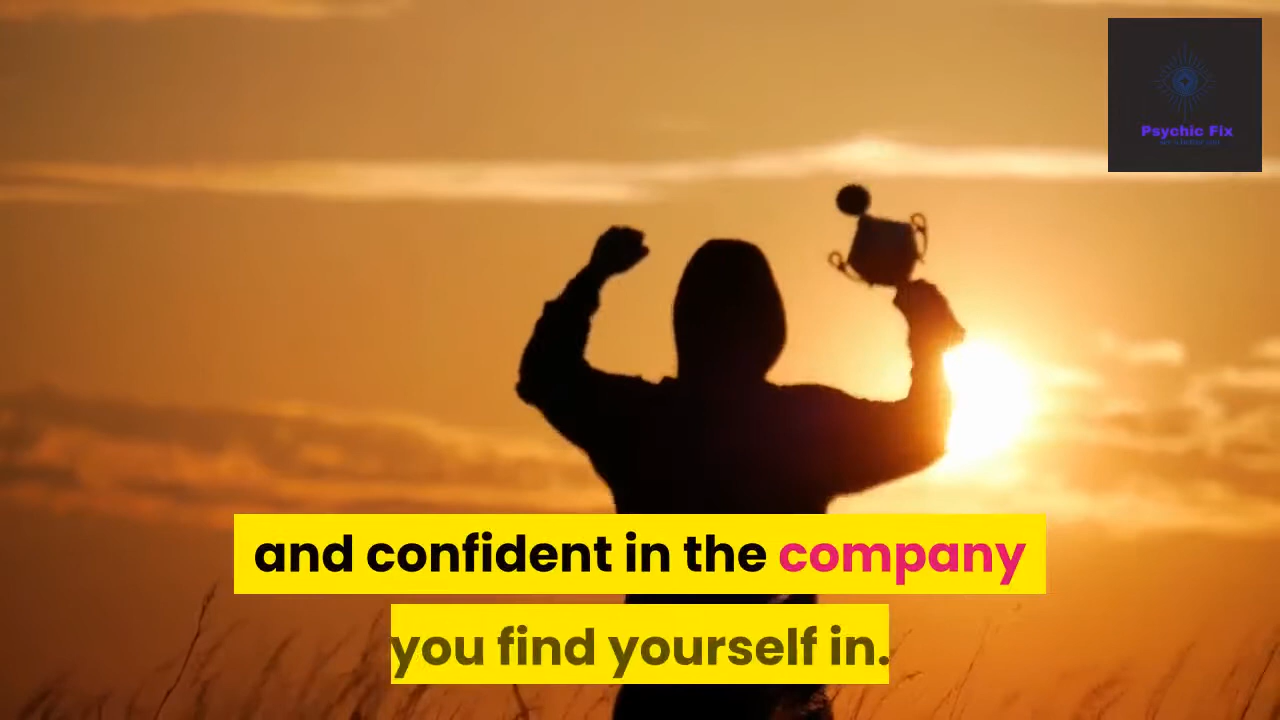 Psychic Fix
and confident in the company
you find yourself in.